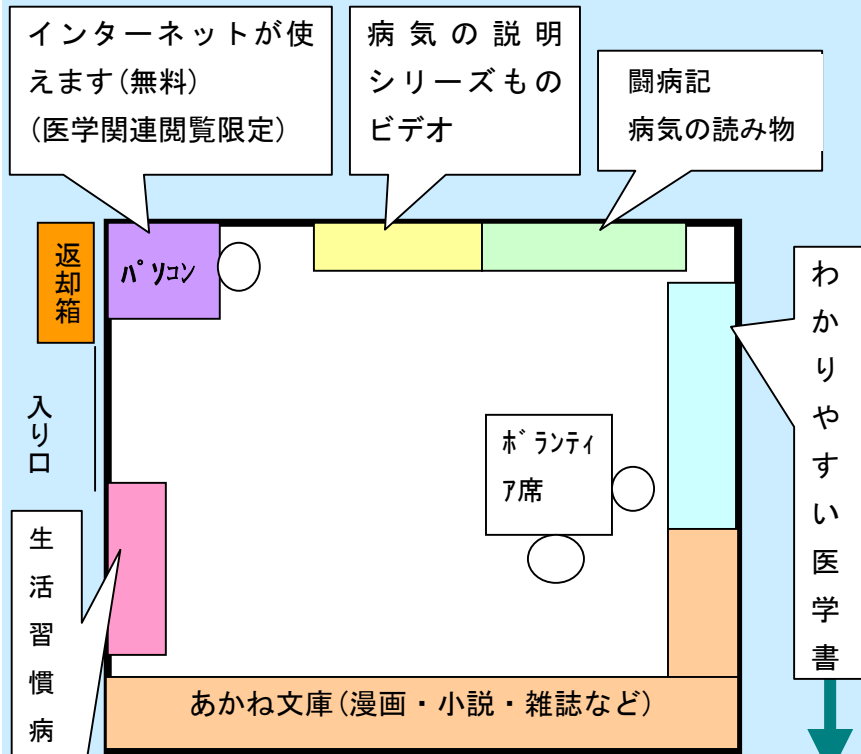 インターネットが使
えます(無料)
(医学関連閲覧限定)
病気の説明
シリーズもの
ビデオ
闘病記
病気の読み物
返却箱
パソコン
わかりやすい医学書
入り口
ボランティ
ア席
生活習慣病
あかね文庫(漫画・小説・雑誌など)